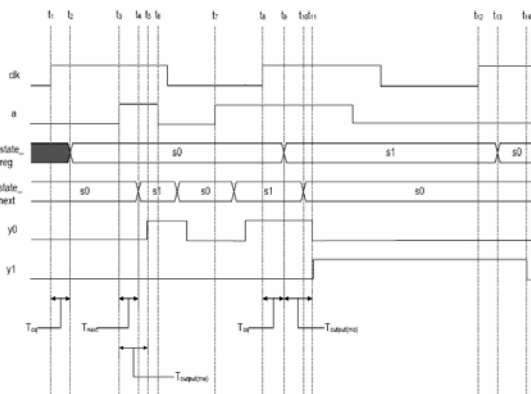 t1 t2 t3 t4 t5 t6 t7 t8 t9 t10 t11 t12 t13 t14
clk
a
state_
reg
s0 s1 s0
state_
next
s0 s1 s0 s1 s0
y0
y1
Tcq Tnext Tcq Toutput(mo)
Toutput(me)